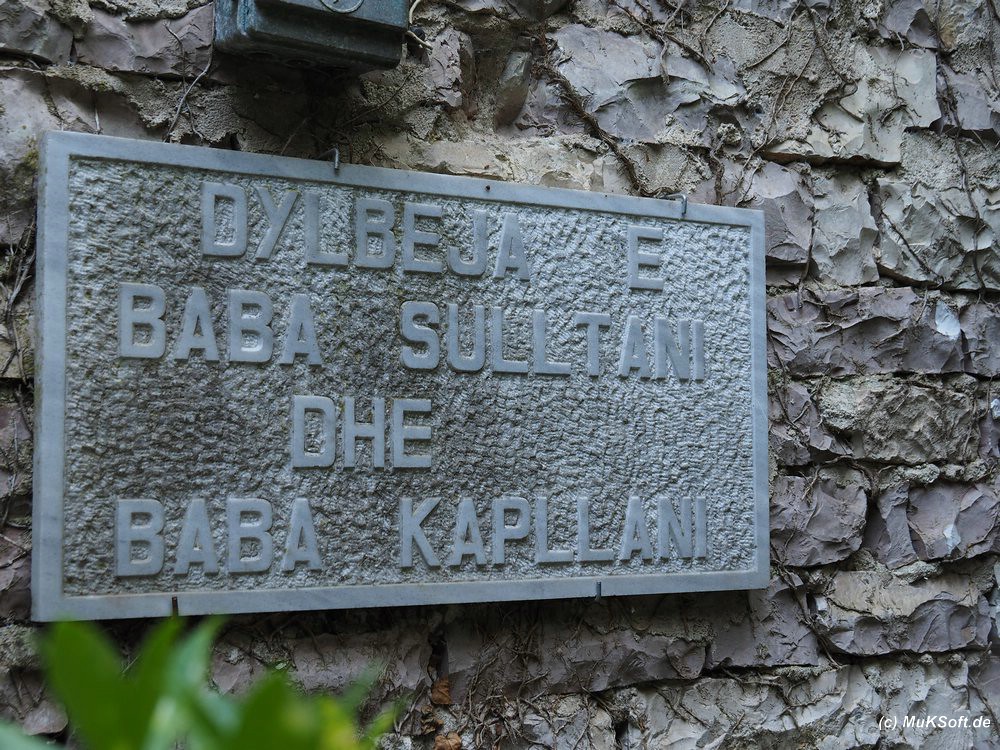 DYLBEJA E
BABA SULLTANI
DHE
BABA KAPLLANI
(c) MuKSoft.de